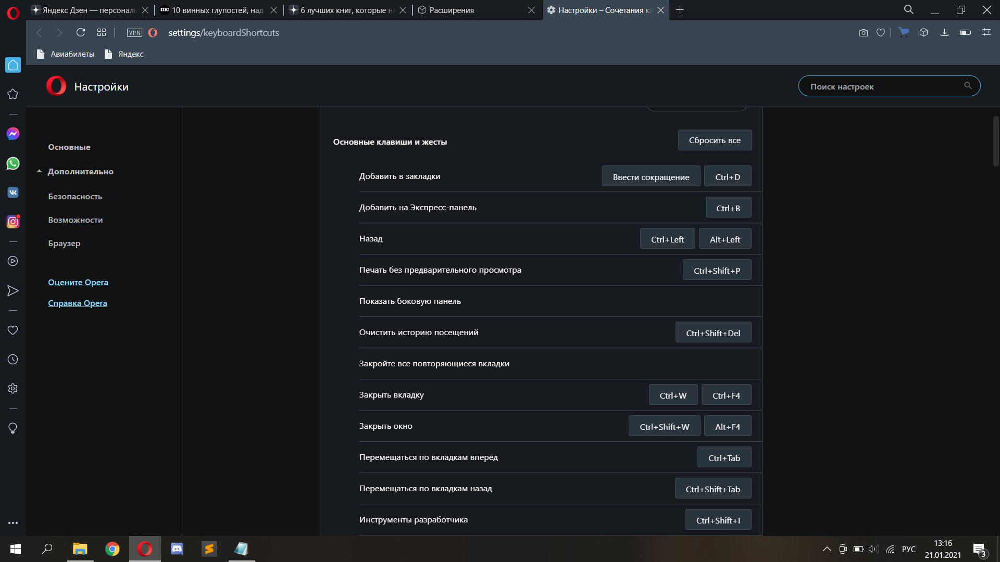 Яндекс Дзен — персональ
me 10 винных глупостей, над
6 лучших книг, которые н
Расширения
Настройки – Сочетания к
VPN
settings/keyboardShortcuts
Авиабилеты
Яндекс
Настройки
Поиск настроек
Основные
Дополнительно
Безопасность
Возможности
Браузер
Оцените Opera
Справка Opera
Основные клавиши и жесты
Сбросить все
Добавить в закладки Ввести сокращение Ctrl+D
Добавить на Экспресс-панель Ctrl+B
Назад Ctrl+Left Alt+Left
Печать без предварительного просмотра Ctrl+Shift+P
Показать боковую панель
Очистить историю посещений Ctrl+Shift+Del
Закройте все повторяющиеся вкладки
Закрыть вкладку Ctrl+W Ctrl+F4
Закрыть окно Ctrl+Shift+W Alt+F4
Перемещаться по вкладкам вперед Ctrl+Tab
Перемещаться по вкладкам назад Ctrl+Shift+Tab
Инструменты разработчика Ctrl+Shift+I
РУС
13:16
21.01.2021
3